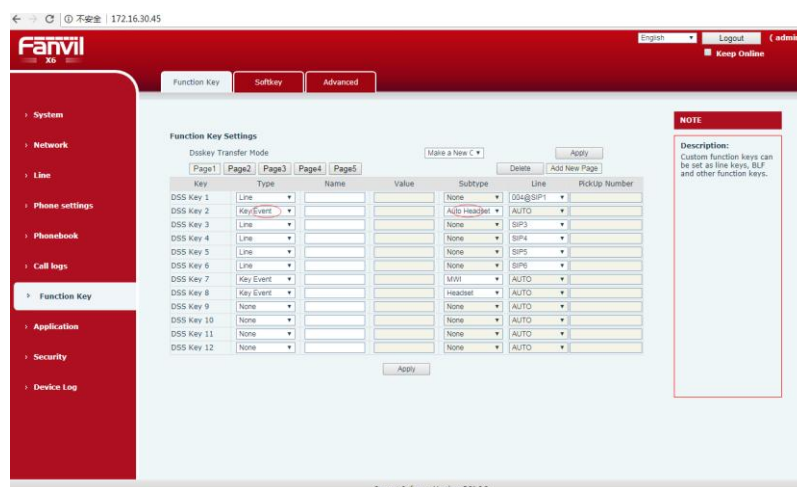 不安全 | 172.16.30.45
Fanvil
X6
English
Logout
( admi
Keep Online
Function Key
Softkey
Advanced
System
Network
Line
Phone settings
Phonebook
Call logs
Function Key
Application
Security
Device Log
Function Key Settings
Dsskey Transfer Mode
Make a New C
Apply
Page1 Page2 Page3 Page4 Page5
Delete
Add New Page
Key Type Name Value Subtype Line PickUp Number
DSS Key 1 Line None 004@SIP1
DSS Key 2 Key Event Auto Headset AUTO
DSS Key 3 Line None SIP3
DSS Key 4 Line None SIP4
DSS Key 5 Line None SIP5
DSS Key 6 Line None SIP6
DSS Key 7 Key Event MWI AUTO
DSS Key 8 Key Event Headset AUTO
DSS Key 9 None None AUTO
DSS Key 10 None None AUTO
DSS Key 11 None None AUTO
DSS Key 12 None None AUTO
Apply
NOTE
Description:
Custom function keys can
be set as line keys, BLF
and other function keys.